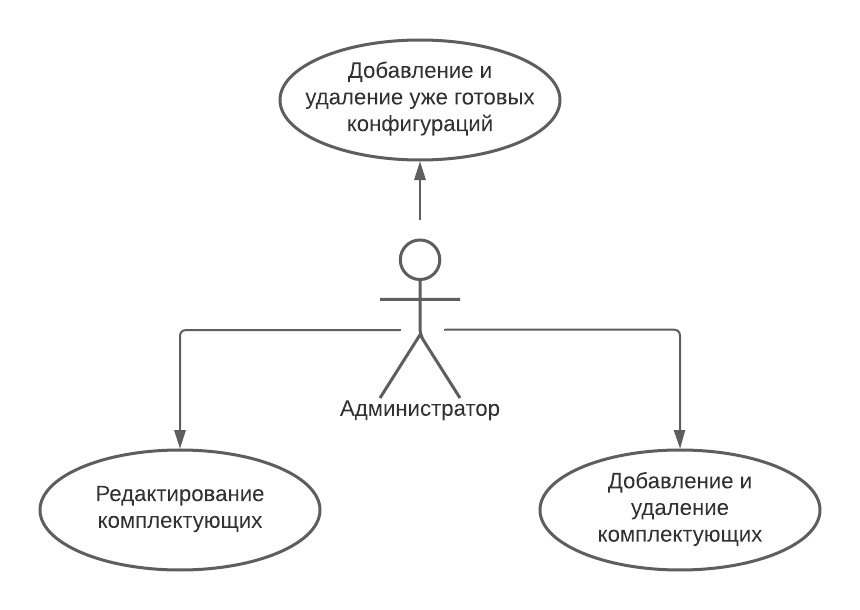 Добавление и
удаление уже готовых
конфигураций
Администратор
Редактирование
комплектующих
Добавление и
удаление
комплектующих